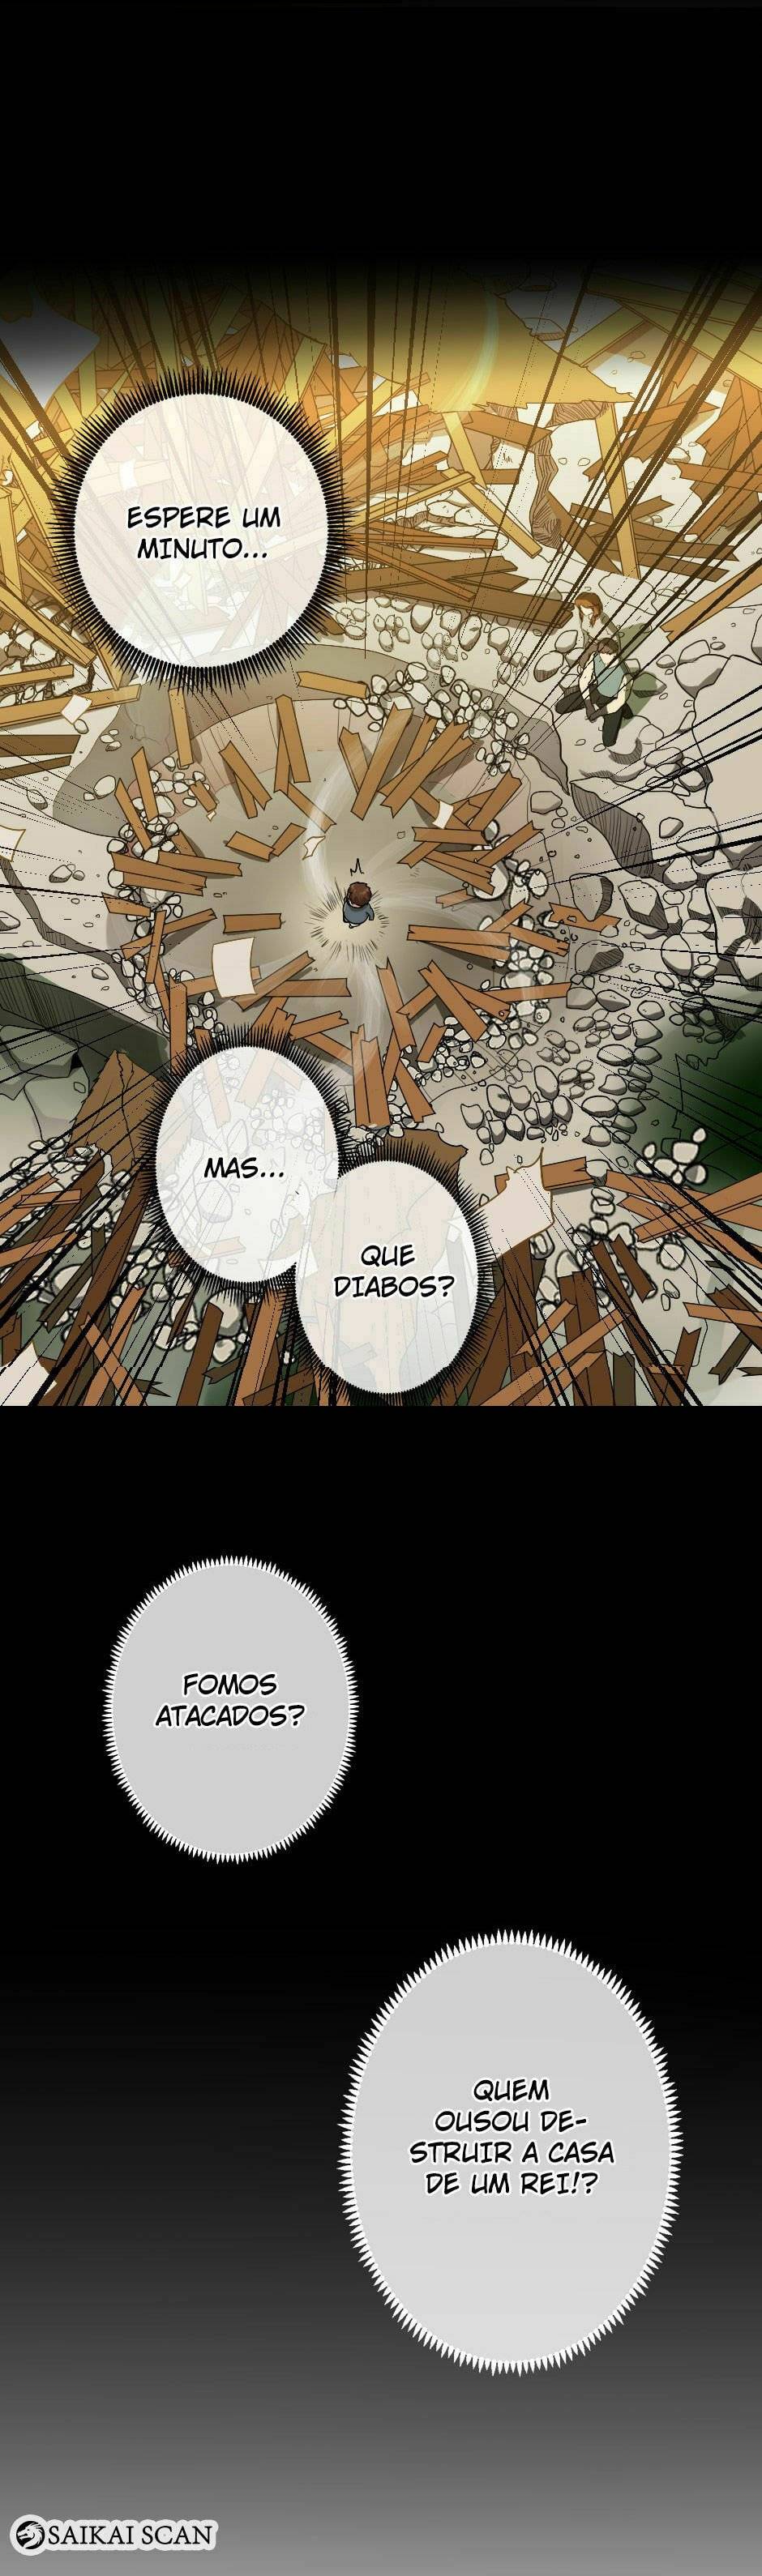 ESPERE UM
MINUTO...
MAS...
QUE
DIABOS?
FOMOS
ATACADOS?
QUEM
OUSOU DE-
STRUIR A CASA
DE UM REI!?
SAIKAI SCAN